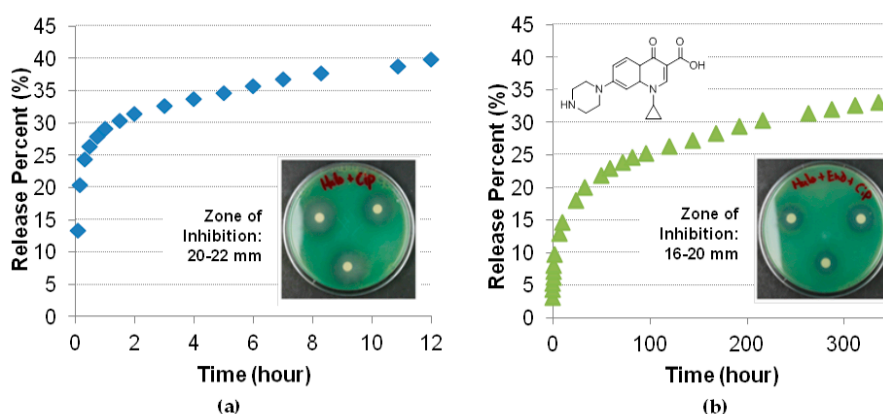 45
40
35
30
25
20
15
10
5
0
Release Percent (%)
Halo + CiP
Zone of
Inhibition:
20-22 mm
0 2 4 6 8 10 12
Time (hour)
(a)
45
40
35
30
25
20
15
10
5
0
Release Percent (%)
O O
OH
N N
HN
Halo + End + CiP
Zone of
Inhibition:
16-20 mm
0 100 200 300
Time (hour)
(b)